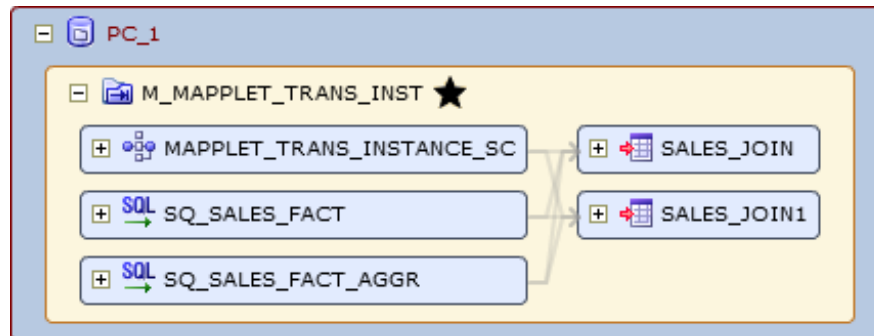 PC_1
M_MAPPLET_TRANS_INST
MAPPLET_TRANS_INSTANCE_SC
SALES_JOIN
SQL SQ_SALES_FACT
SALES_JOIN1
SQL SQ_SALES_FACT_AGGR